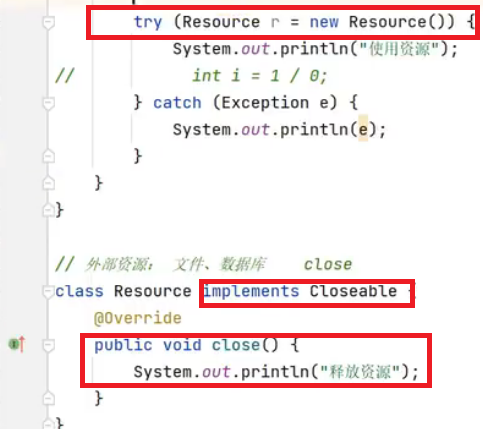 try (Resource r = new Resource()) {
System.out.println("使用资源");
// int i = 1 / 0;
} catch (Exception e) {
System.out.println(e);
}
}
}
// 外部资源: 文件、数据库 close
class Resource implements Closeable {
@Override
public void close() {
System.out.println("释放资源");
}
}